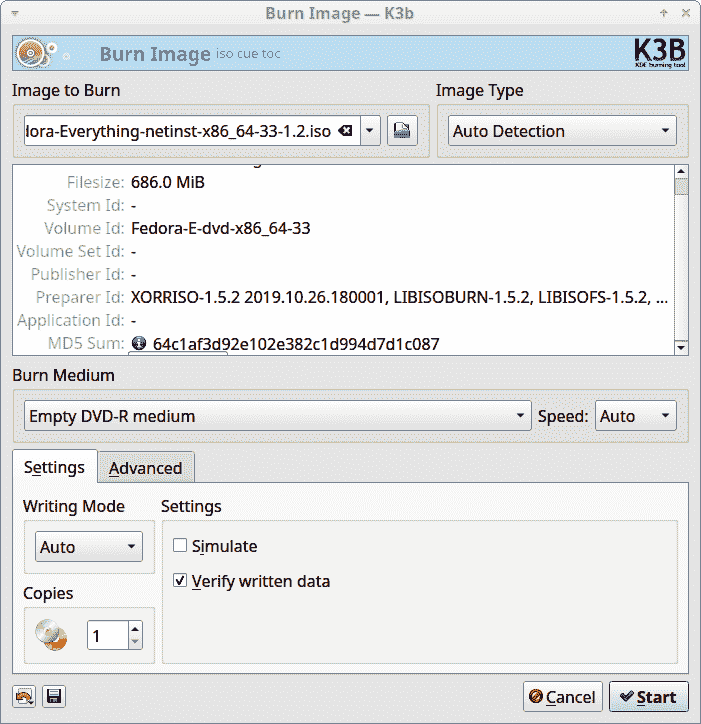 Burn Image — K3b
Burn Image iso cue toc
K3B
KDE burning tool
Image to Burn
Image Type
dora-Everything-netinst-x86_64-33-1.2.iso
Auto Detection
Filesize: 686.0 MiB
System Id: -
Volume Id: Fedora-E-dvd-x86_64-33
Volume Set Id: -
Publisher Id: -
Preparer Id: XORRISO-1.5.2 2019.10.26.180001, LIBISOBURN-1.5.2, LIBISOFS-1.5.2, ...
Application Id: -
MD5 Sum: 64c1af3d92e102e382c1d994d7d1c087
Burn Medium
Empty DVD-R medium
Speed: Auto
Settings
Advanced
Writing Mode
Settings
Auto
Simulate
Verify written data
Copies
1
Cancel
Start